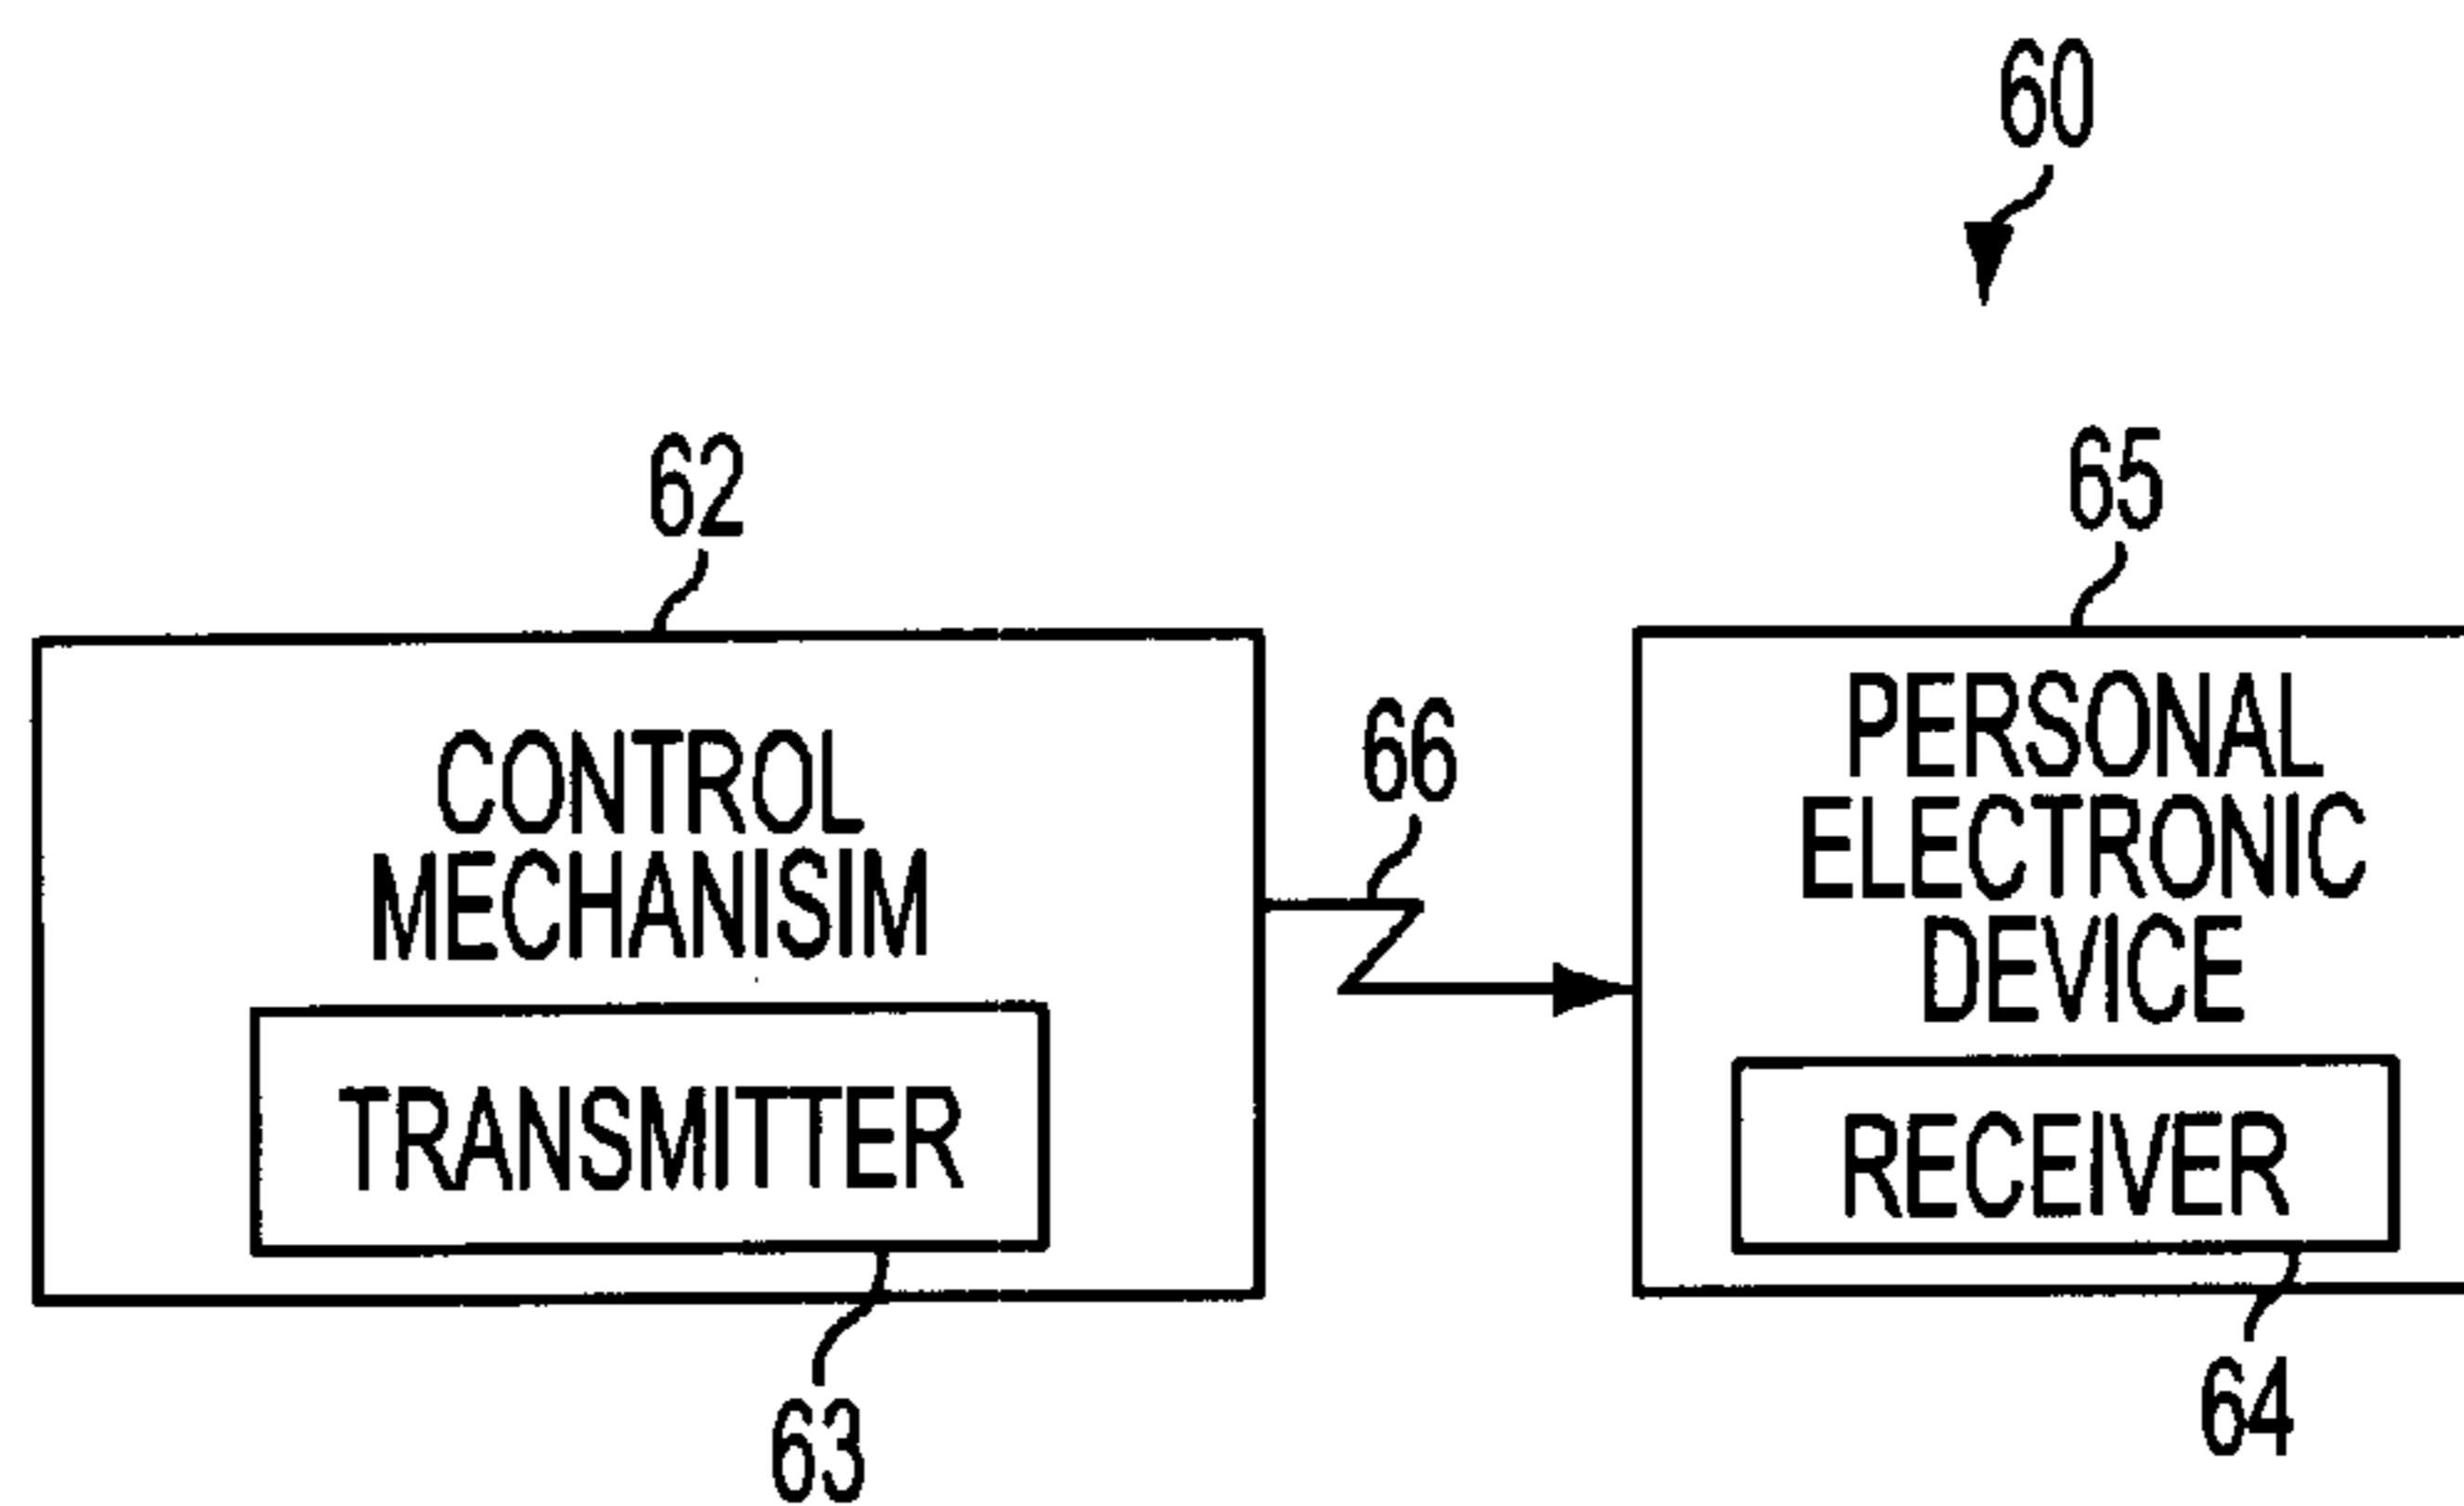 60
62
65
CONTROL
MECHANISIM
66
PERSONAL
ELECTRONIC
DEVICE
TRANSMITTER
RECEIVER
63
64